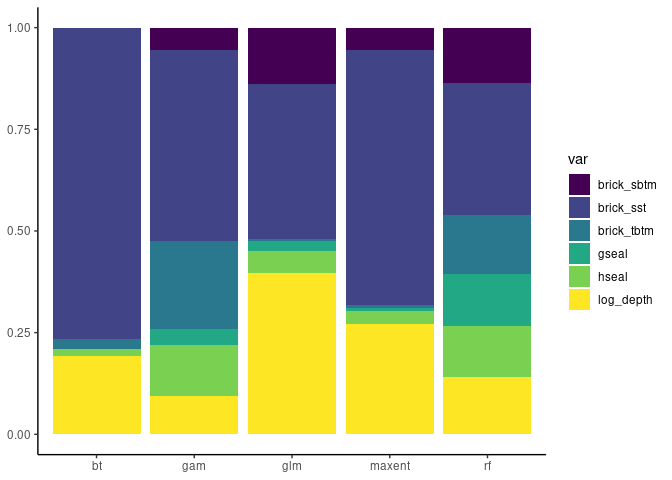 1.00
0.75
0.50
0.25
0.00
bt gam glm maxent rf
var
brick_sbtm
brick_sst
brick_tbtm
gseal
hseal
log_depth